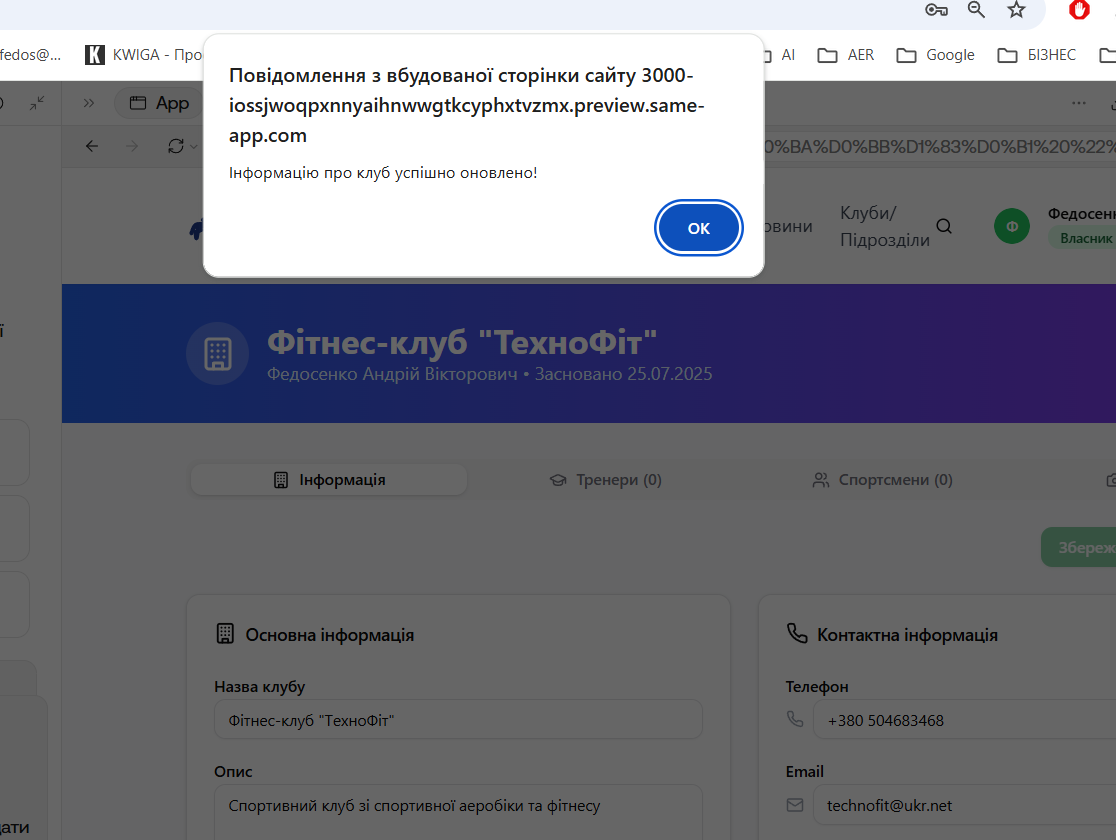 fedos@...
KWIGA - Про
AI
AER
Google
БІЗНЕС
App
Повідомлення з вбудованої сторінки сайту 3000-
iossjwoqpxnnyaihnwwgtkcyphxtvzmx.preview.same-
app.com
Інформацію про клуб успішно оновлено!
ОК
0%BA%D0%BB%D1%83%D0%B1%20%22%
овини
Клуби/
Підрозділи
Ф
Федосен
Власник
Фітнес-клуб "ТехноФіт"
Федосенко Андрій Вікторович • Засновано 25.07.2025
Інформація
Тренери (0)
Спортсмени (0)
Збереж
Основна інформація
Контактна інформація
Назва клубу
Телефон
Фітнес-клуб "ТехноФіт"
+380 504683468
Опис
Email
Спортивний клуб зі спортивної аеробіки та фітнесу
technofit@ukr.net
дати